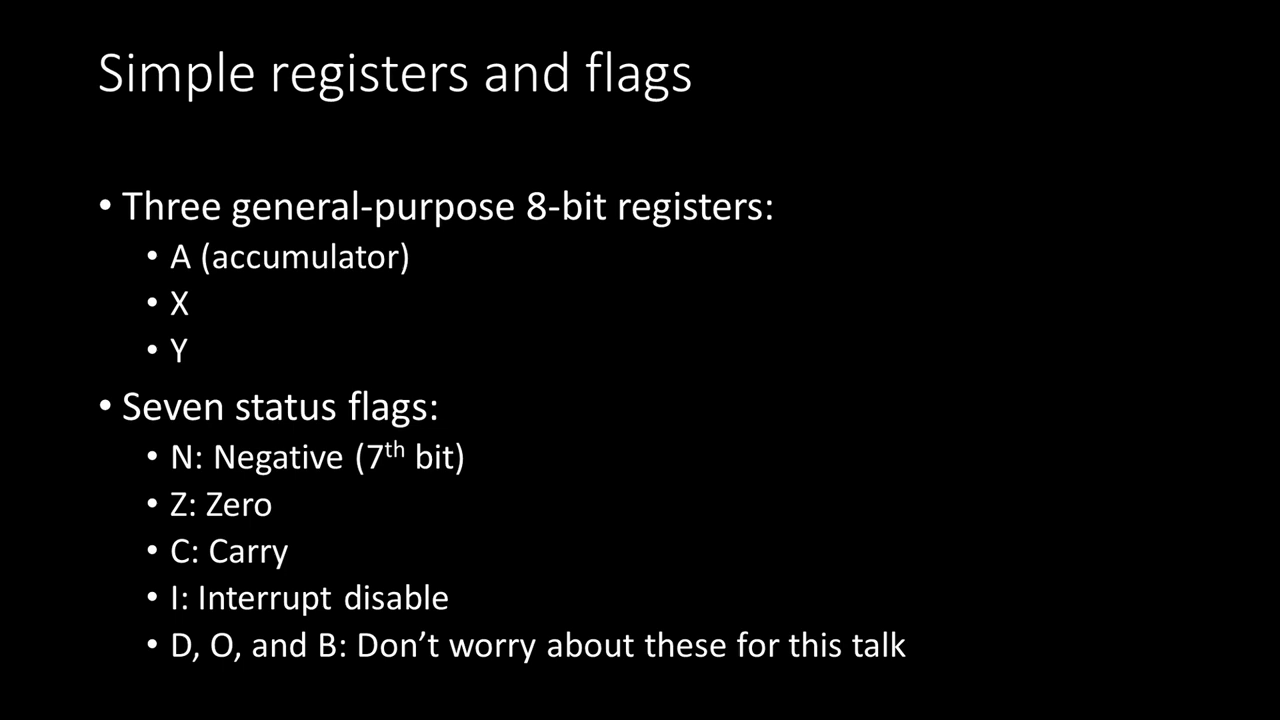 Simple registers and flags
• Three general-purpose 8-bit registers:
• A (accumulator)
• X
• Y
• Seven status flags:
• N: Negative (7th bit)
• Z: Zero
• C: Carry
• I: Interrupt disable
• D, O, and B: Don’t worry about these for this talk